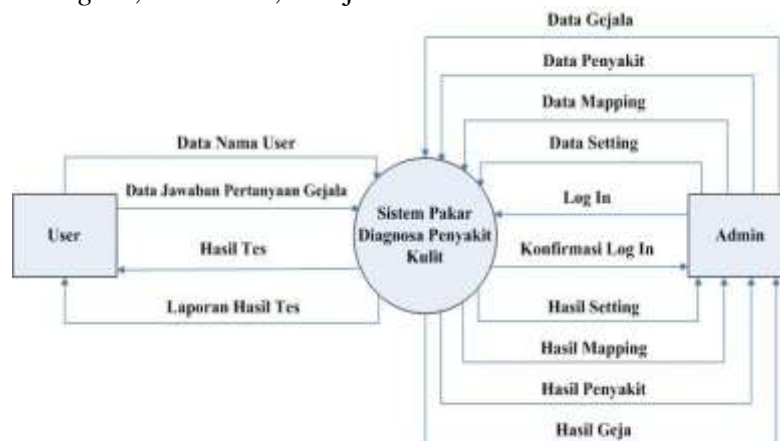 Data Gejala
Data Penyakit
Data Mapping
Data Setting
Data Nama User
Data Jawaban Pertanyaan Gejala
Log In
User
Sistem Pakar
Diagnosa Penyakit
Kulit
Admin
Hasil Tes
Konfirmasi Log In
Laporan Hasil Tes
Hasil Setting
Hasil Mapping
Hasil Penyakit
Hasil Geja